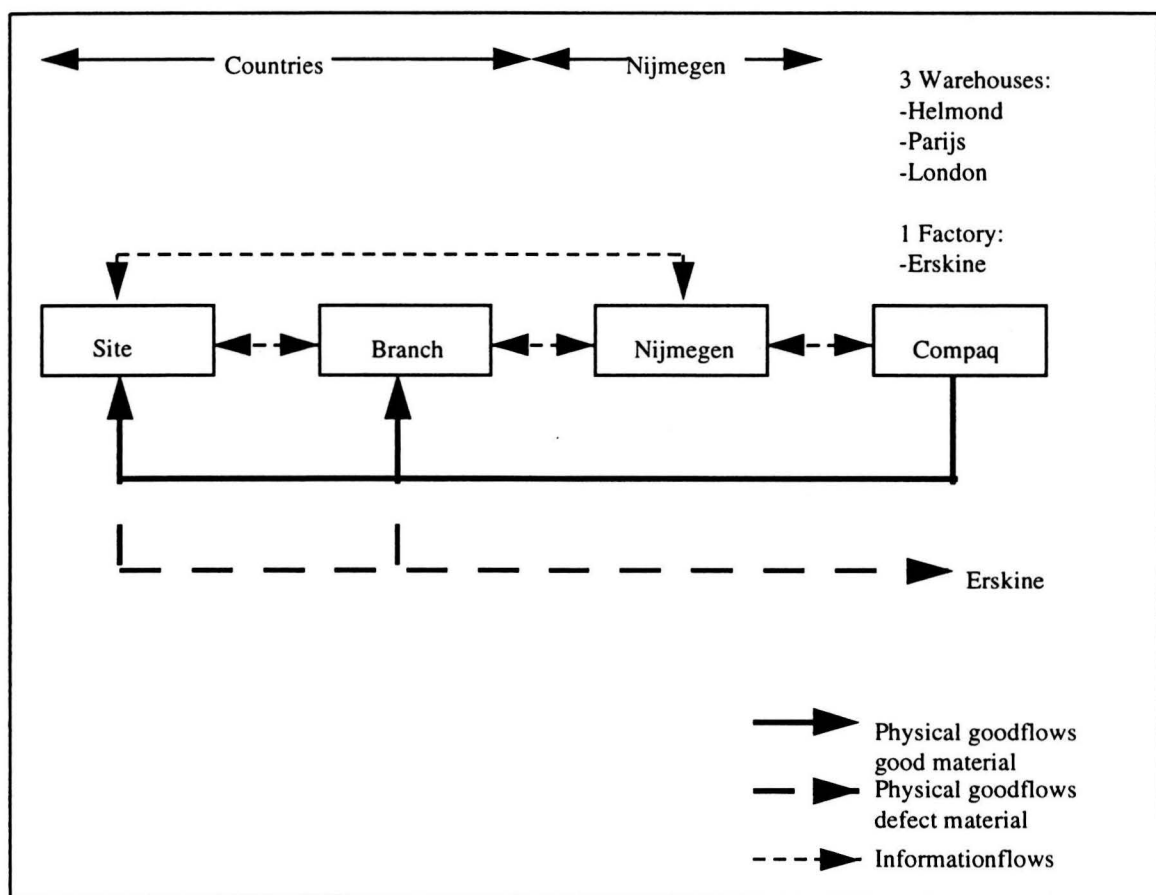 Countries
Nijmegen
3 Warehouses:
-Helmond
-Parijs
-London
1 Factory:
-Erskine
Site
Branch
Nijmegen
Compaq
Erskine
Physical goodflows
good material
Physical goodflows
defect material
Informationflows